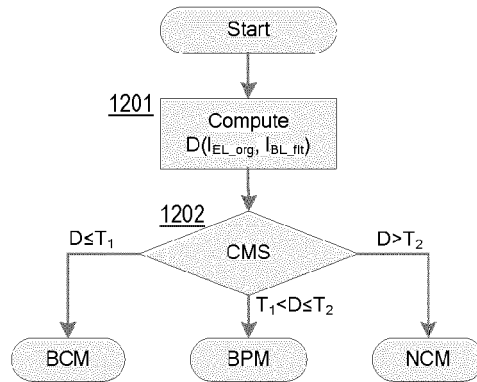 Start
1201
Compute
D(I_EL_org, I_BL_flt)
1202
CMS
D≤T₁
D>T₂
T₁<D≤T₂
BCM
BPM
NCM